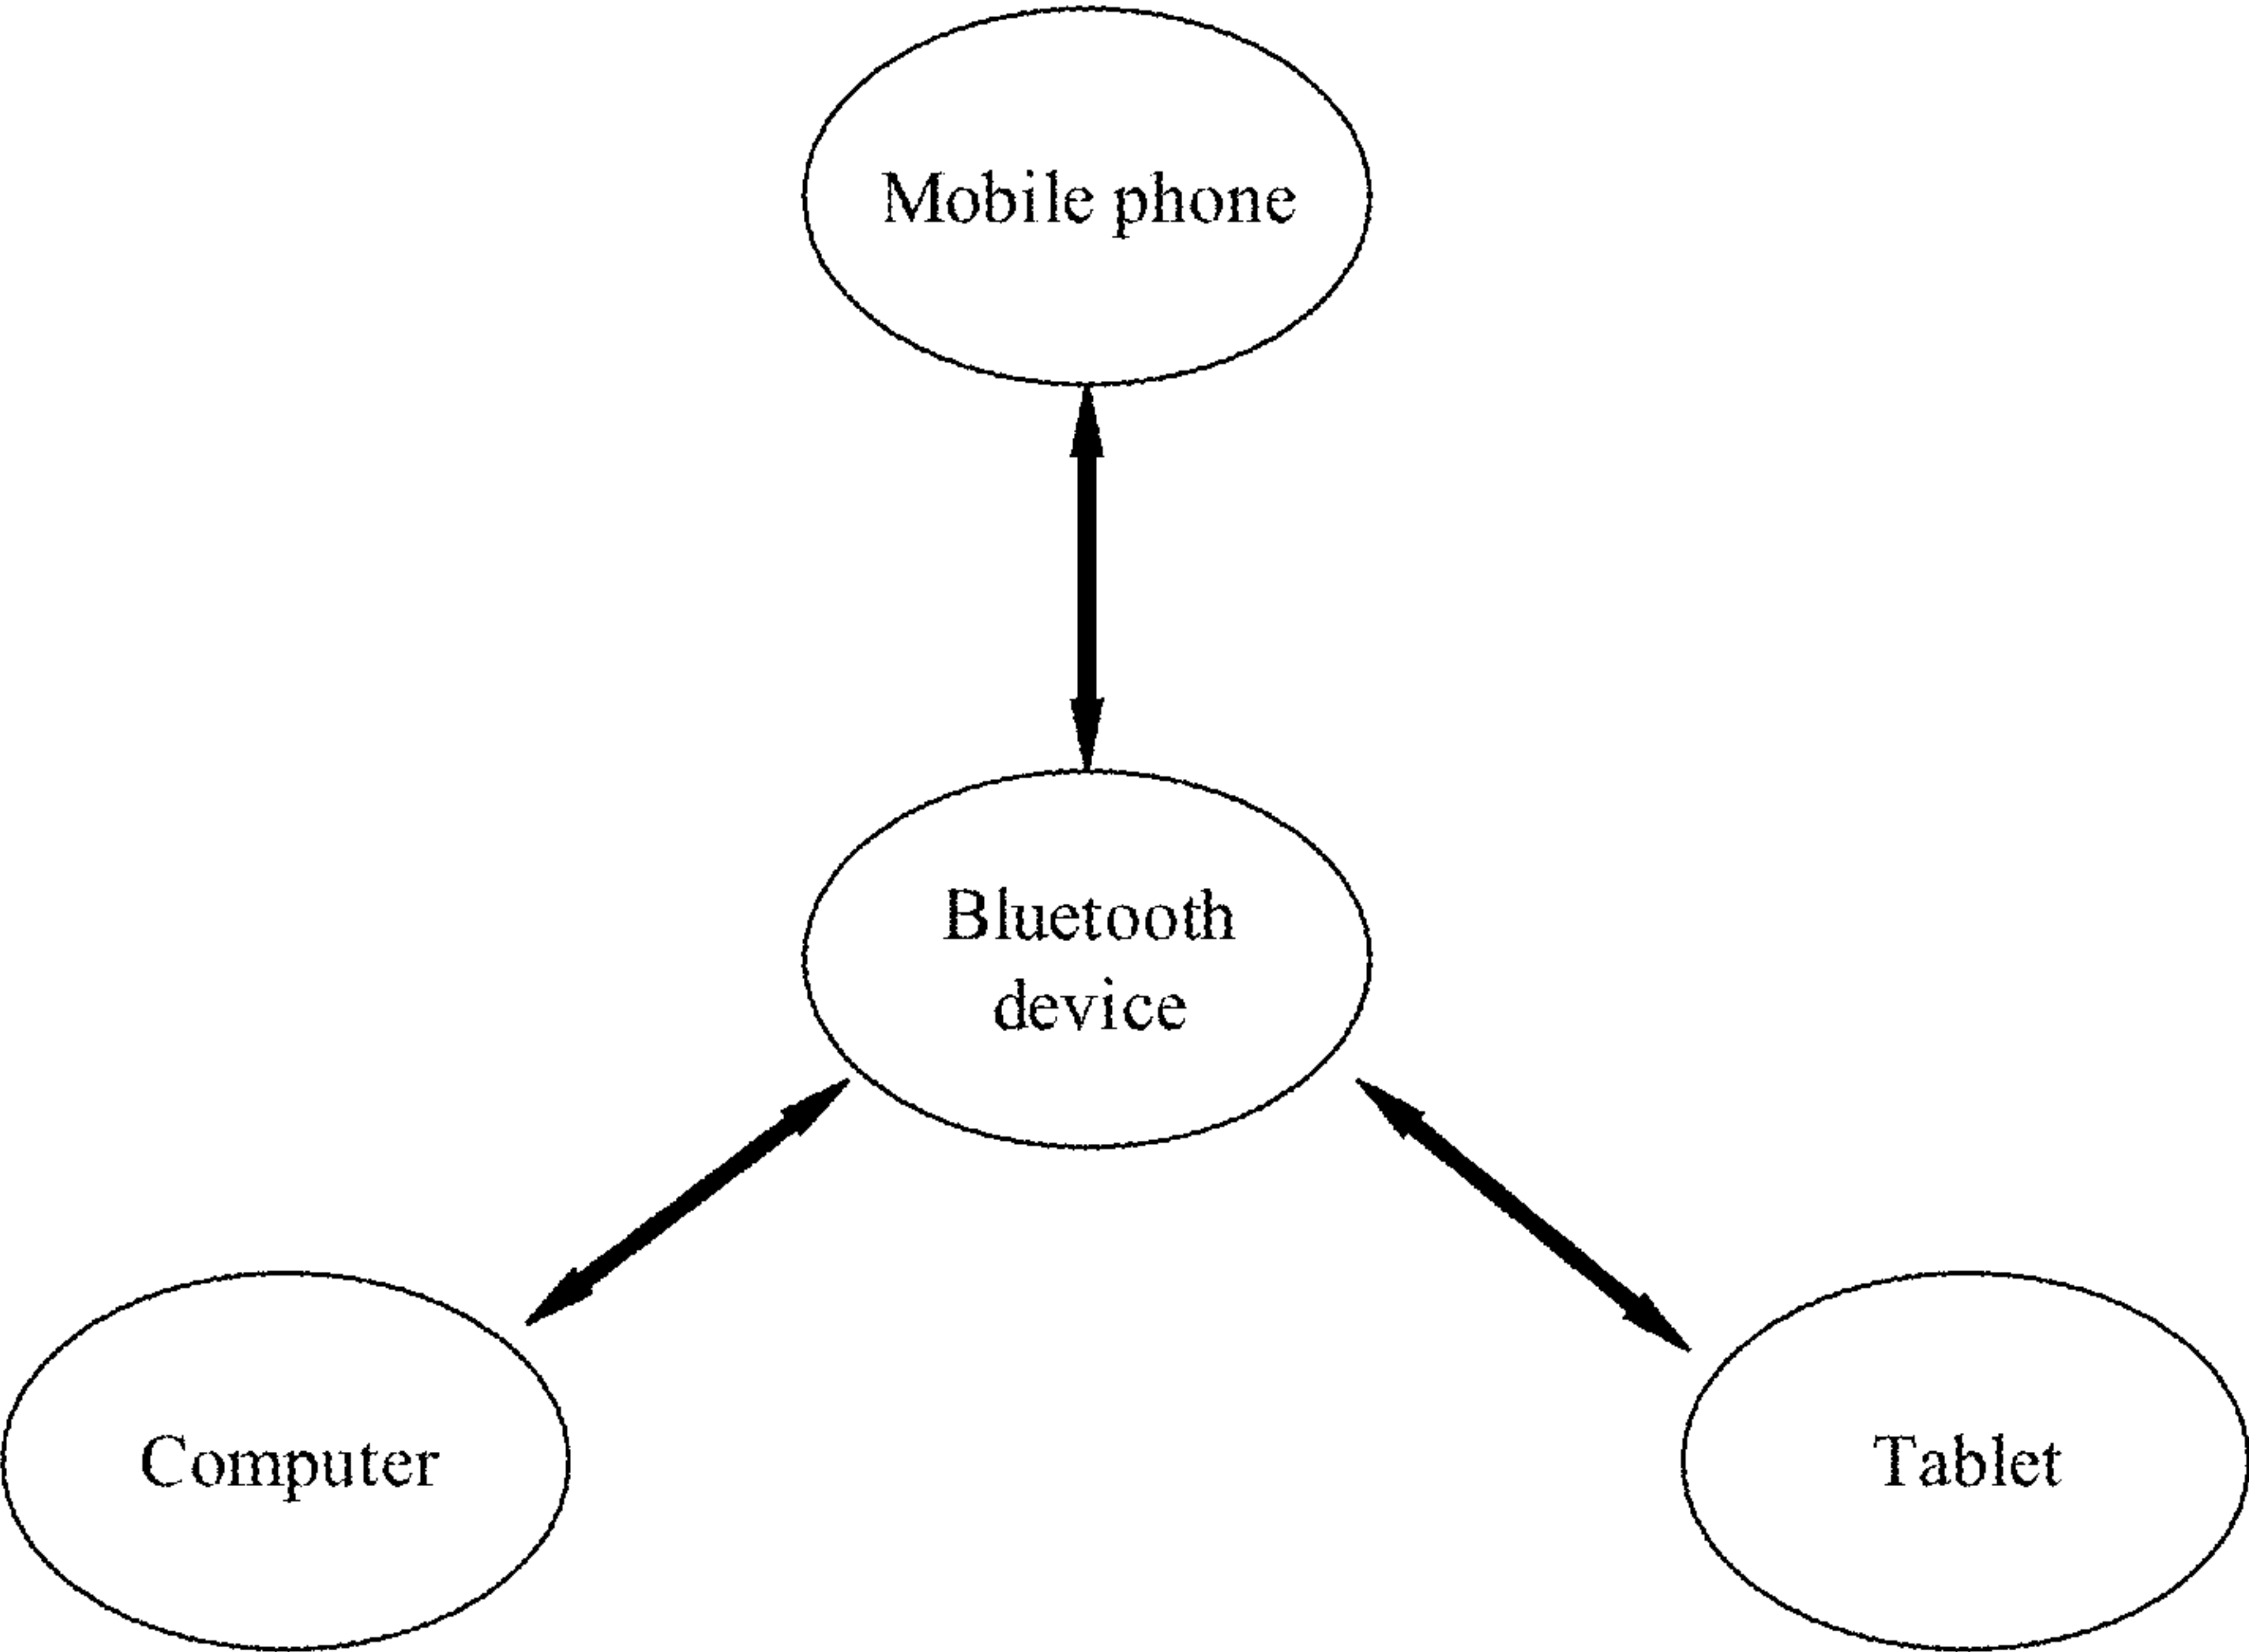 Mobile phone
Bluetooth
device
Computer
Tablet